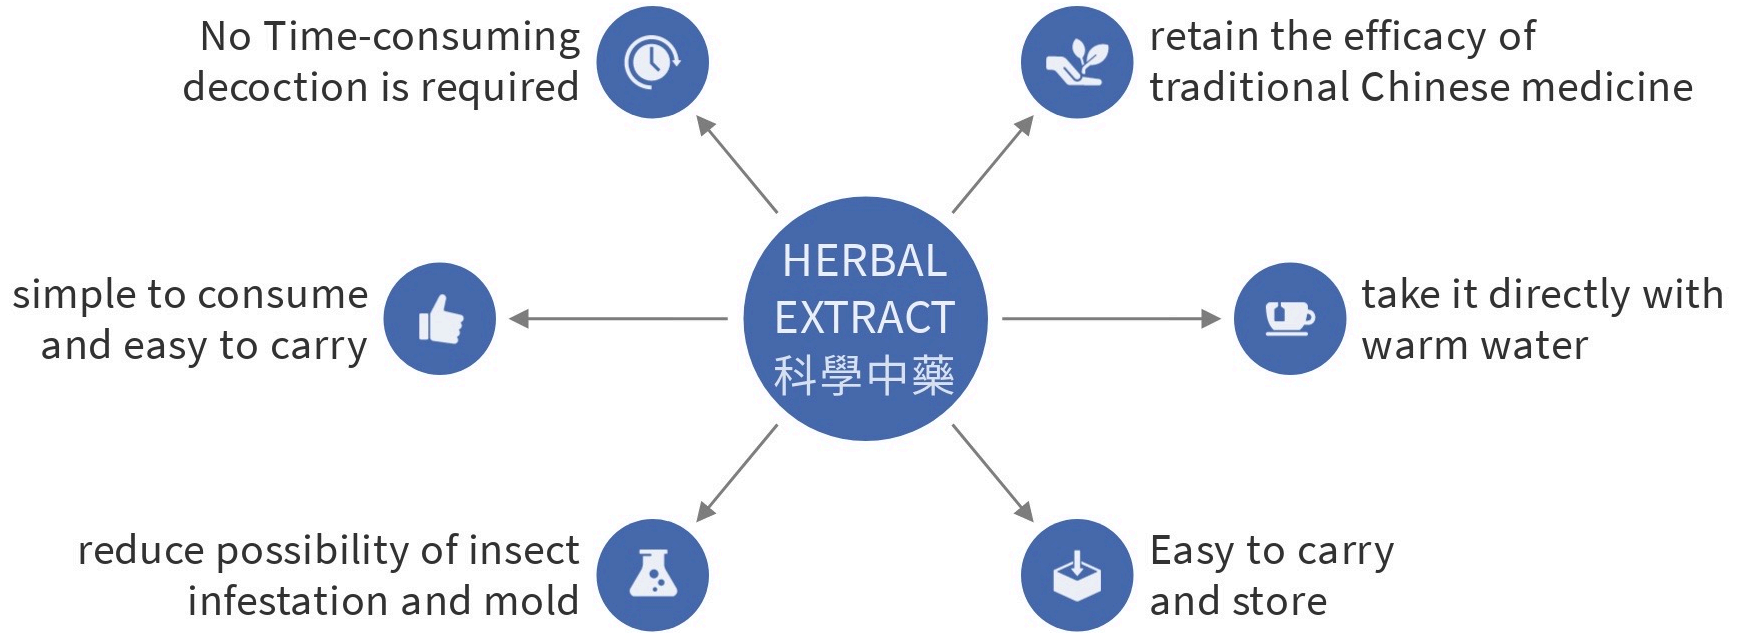 No Time-consuming
decoction is required
retain the efficacy of
traditional Chinese medicine
simple to consume
and easy to carry
HERBAL
EXTRACT
科學中藥
take it directly with
warm water
reduce possibility of insect
infestation and mold
Easy to carry
and store